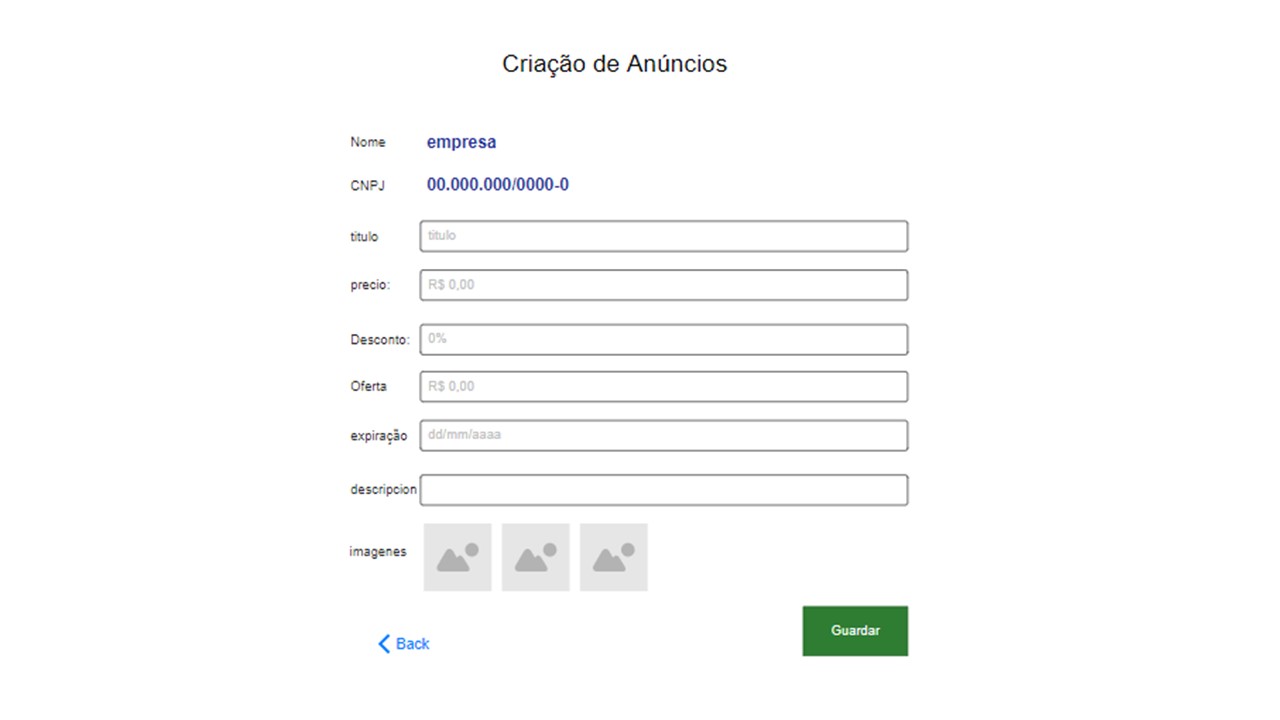 Criação de Anúncios
Nome empresa
CNPJ 00.000.000/0000-0
titulo titulo
precio: R$ 0,00
Desconto: 0%
Oferta R$ 0,00
expiração dd/mm/aaaa
descripcion
imagenes
Back
Guardar